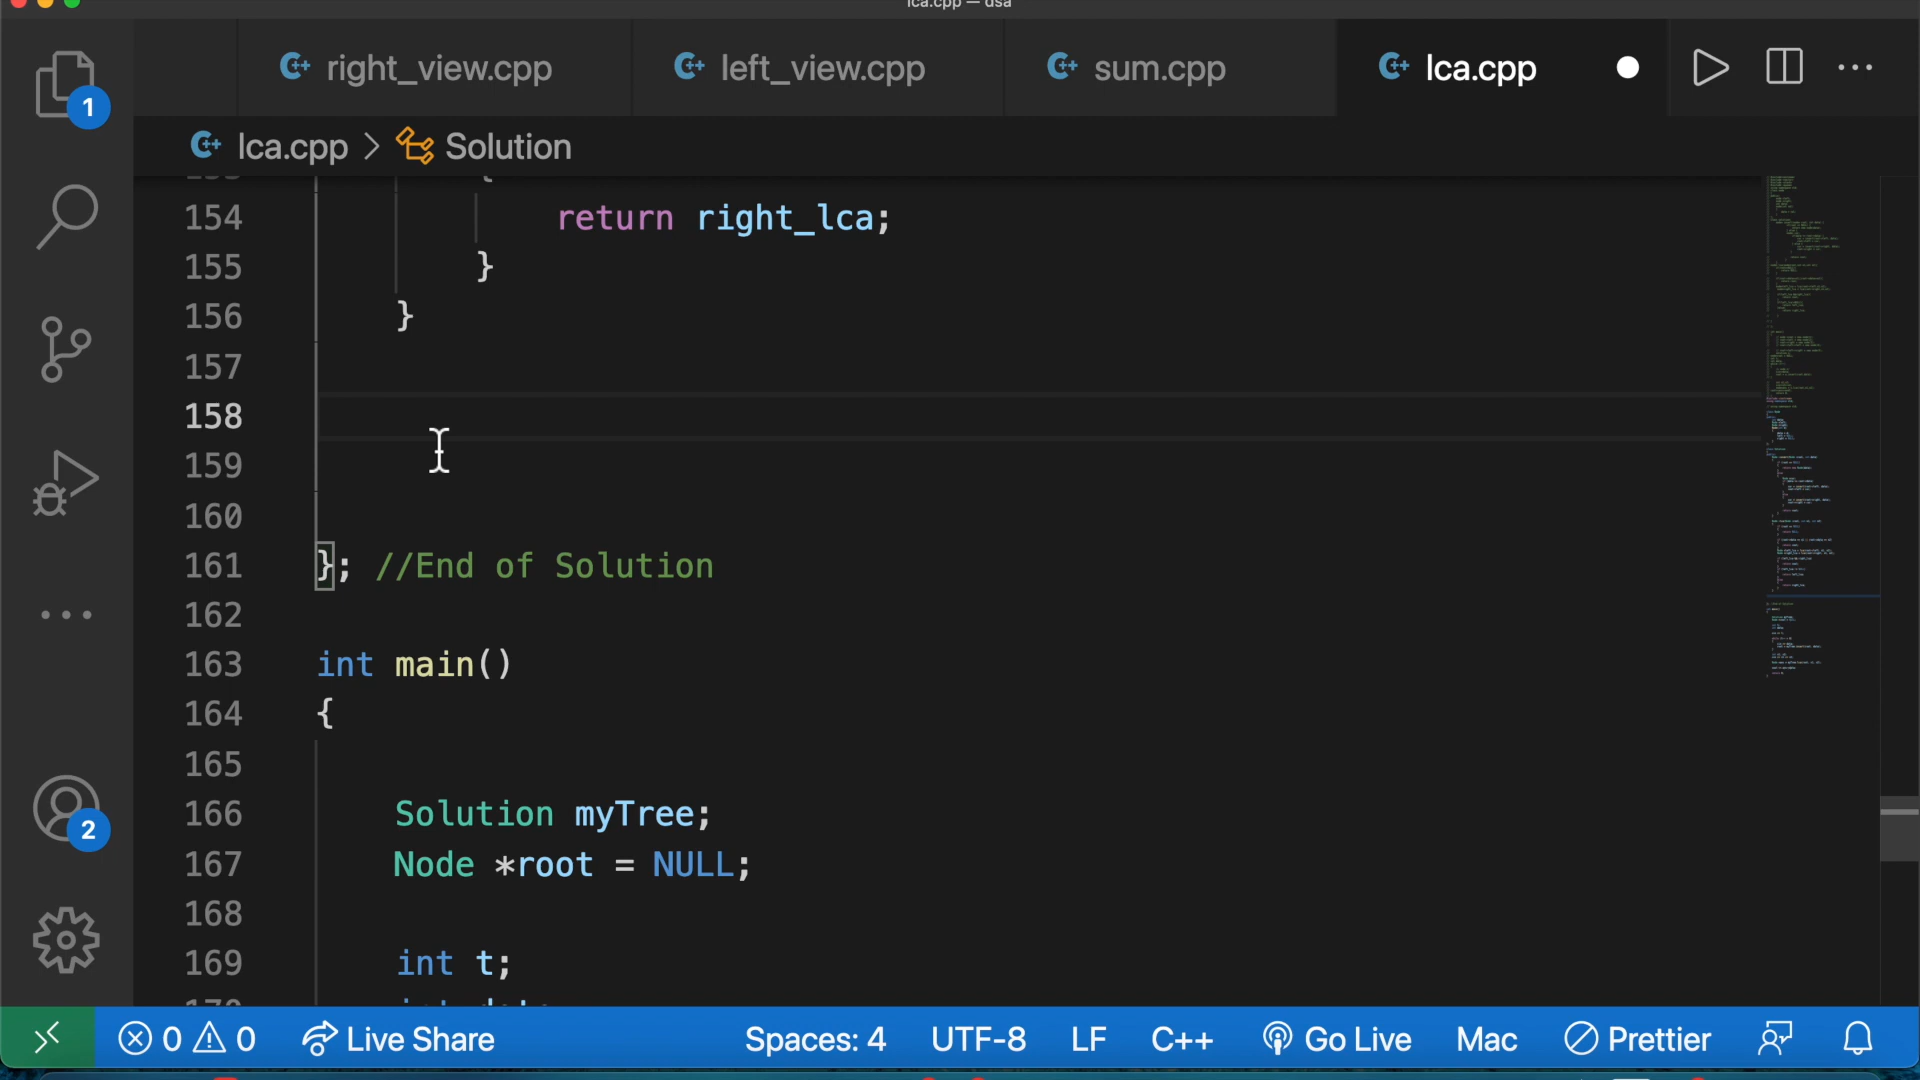 lca.cpp — dsa
right_view.cpp
left_view.cpp
sum.cpp
lca.cpp
1
lca.cpp > Solution
154 return right_lca;
155 }
156 }
157
158
159
160
161 }; //End of Solution
162
163 int main()
164 {
165
166 Solution myTree;
167 Node *root = NULL;
168
169 int t;
2
0 0 Live Share Spaces: 4 UTF-8 LF C++ Go Live Mac Prettier